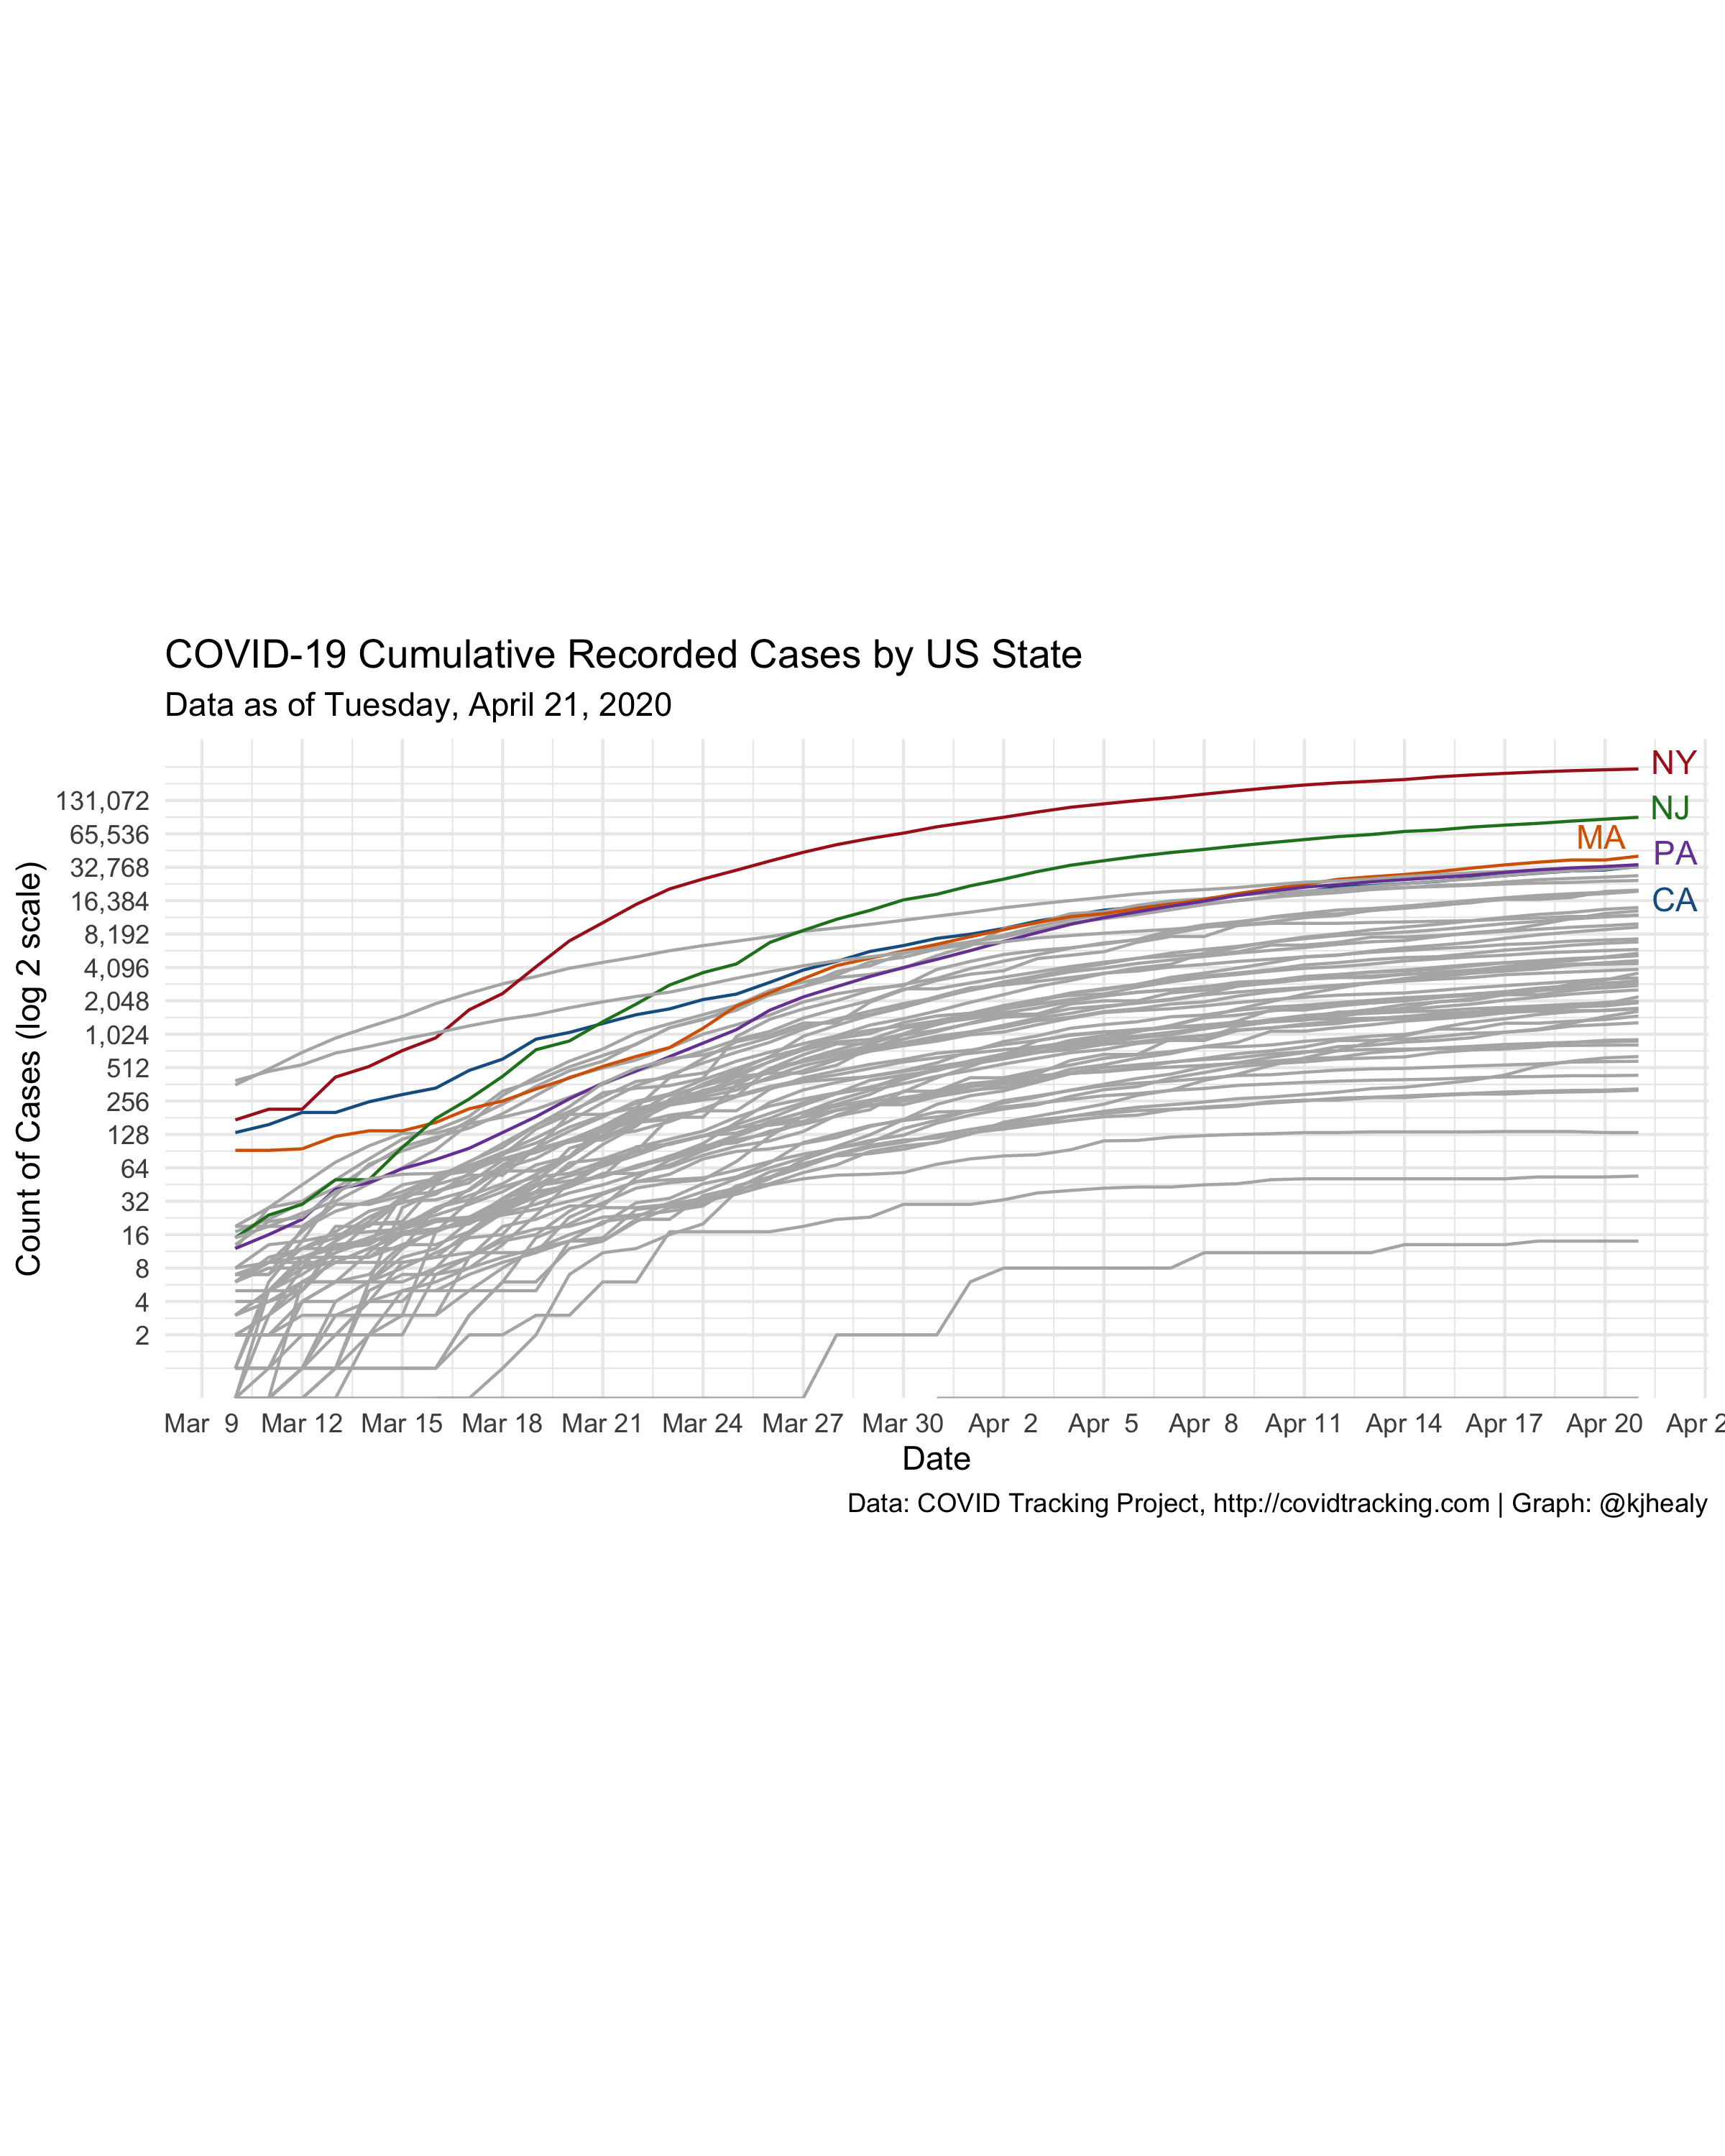 COVID-19 Cumulative Recorded Cases by US State
Data as of Tuesday, April 21, 2020
Count of Cases (log 2 scale)
131,072
65,536
32,768
16,384
8,192
4,096
2,048
1,024
512
256
128
64
32
16
8
4
2
NY
NJ
MA
PA
CA
Mar 9 Mar 12 Mar 15 Mar 18 Mar 21 Mar 24 Mar 27 Mar 30 Apr 2 Apr 5 Apr 8 Apr 11 Apr 14 Apr 17 Apr 20 Apr 2
Date
Data: COVID Tracking Project, http://covidtracking.com | Graph: @kjhealy